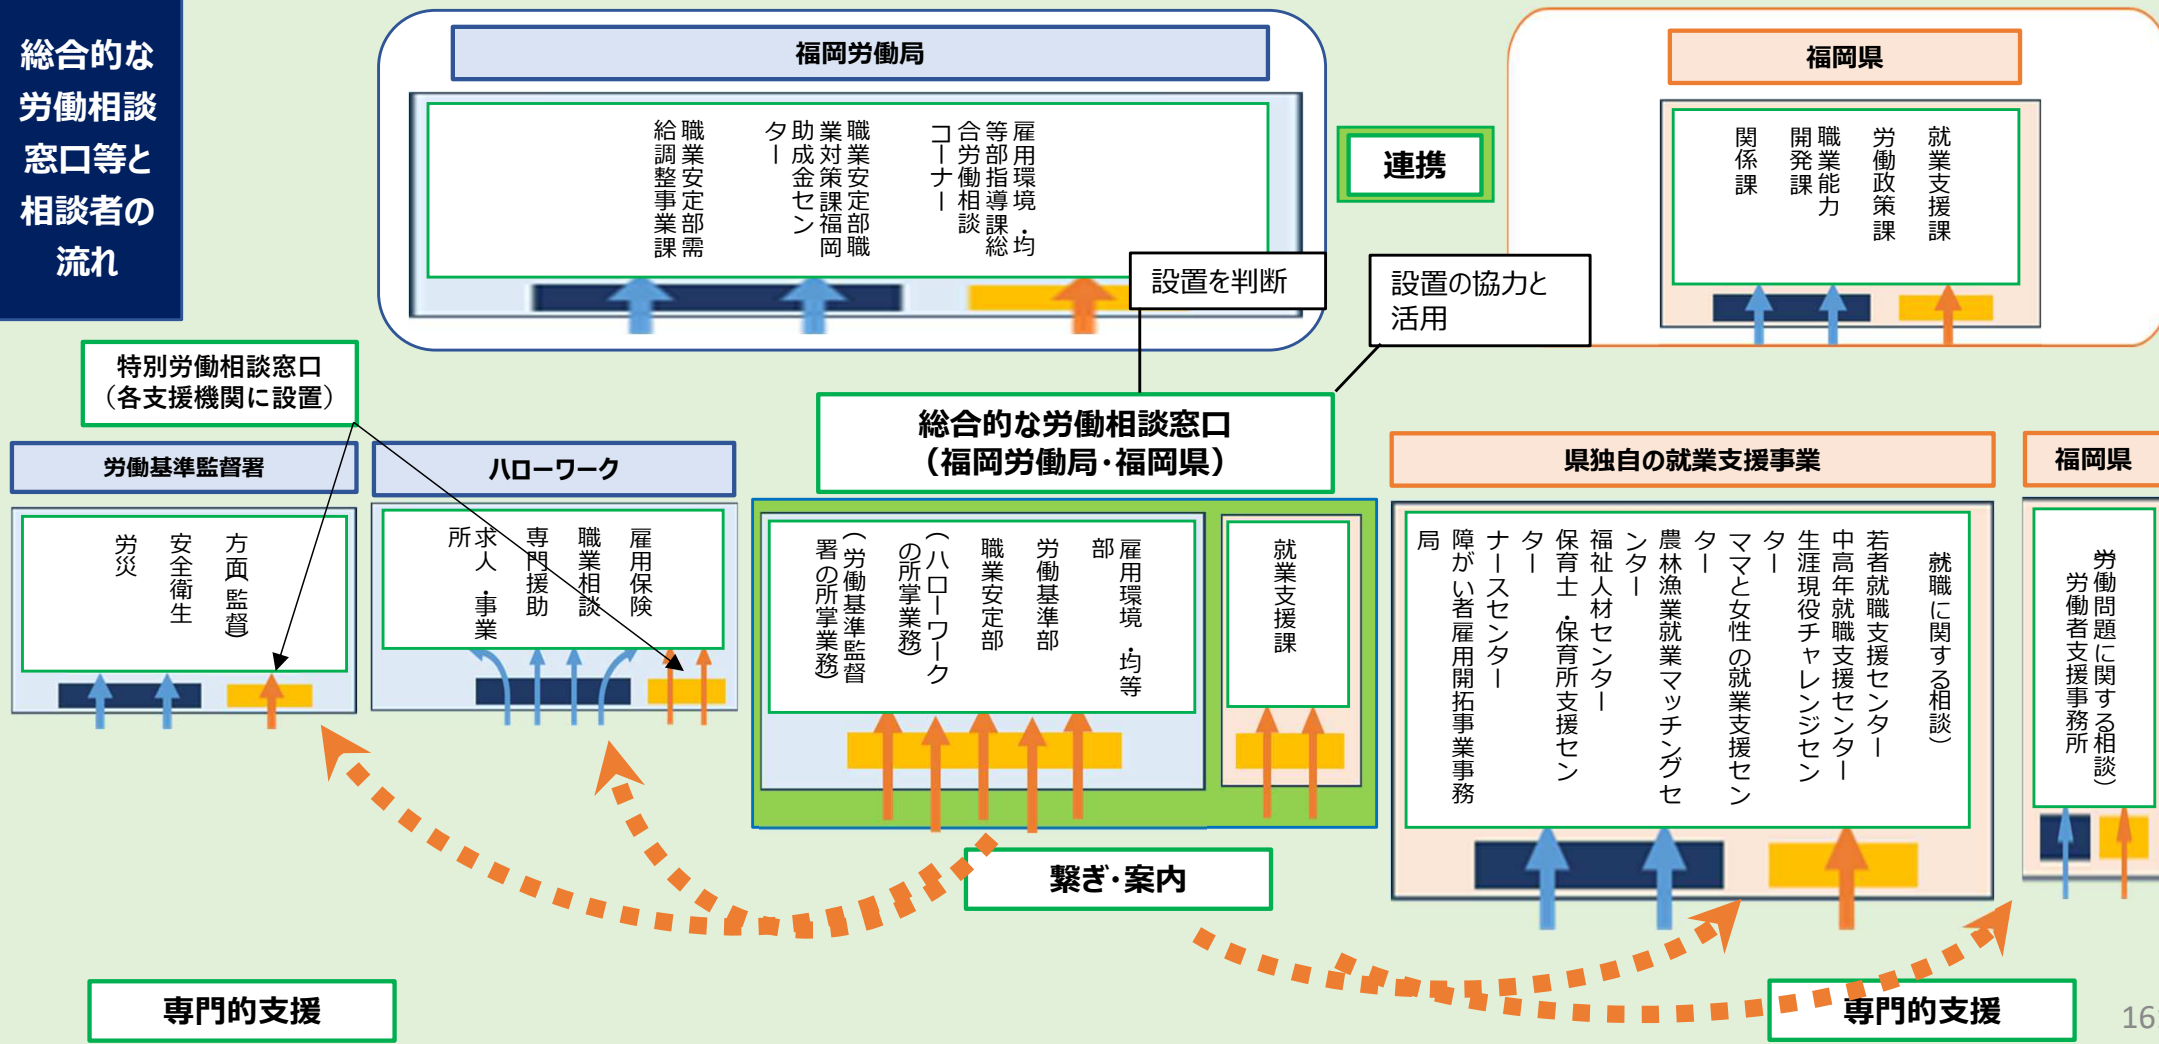 総合的な
労働相談
窓口等と
相談者の
流れ
福岡労働局
雇用環境・均
等部指導課総
合労働相談
コーナー
職業安定部職
業対策課福岡
助成金セン
ター
職業安定部需
給調整事業課
連携
福岡県
就業支援課
労働政策課
職業能力
開発課
関係課
設置を判断
設置の協力と
活用
特別労働相談窓口
（各支援機関に設置）
総合的な労働相談窓口
（福岡労働局・福岡県）
労働基準監督署
方面（監督）
安全衛生
労災
ハローワーク
雇用保険
職業相談
専門援助
求人・事業
所
雇用環境・均等
部
労働基準部
職業安定部
（ハローワーク
の所掌業務）
（労働基準監督
署の所掌業務）
就業支援課
県独自の就業支援事業
就職に関する相談）
若者就職支援センター
中高年就職支援センター
生涯現役チャレンジセン
ター
ママと女性の就業支援セン
ター
農林漁業就業マッチングセ
ンター
福祉人材センター
保育士・保育所支援セン
ター
ナースセンター
障がい者雇用開拓事業事務
局
福岡県
労働問題に関する相談）
労働者支援事務所
繋ぎ・案内
専門的支援
専門的支援
16